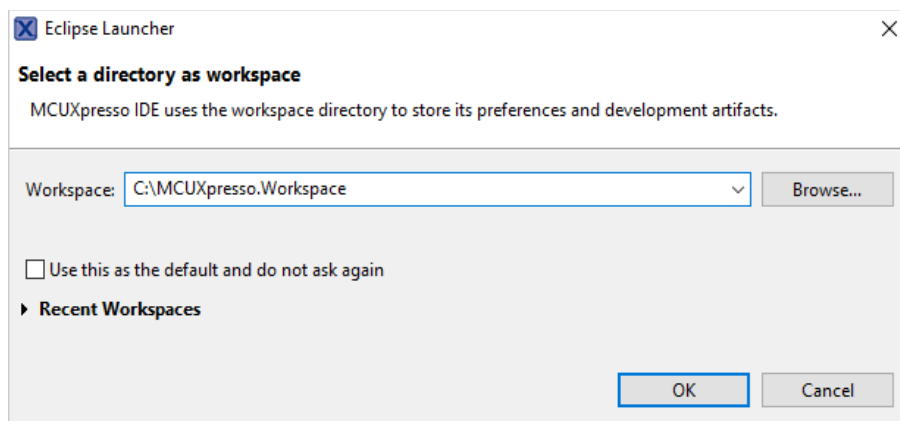 Eclipse Launcher
Select a directory as workspace
MCUXpresso IDE uses the workspace directory to store its preferences and development artifacts.
Workspace: C:\MCUXpresso.Workspace Browse...
Use this as the default and do not ask again
Recent Workspaces
OK Cancel